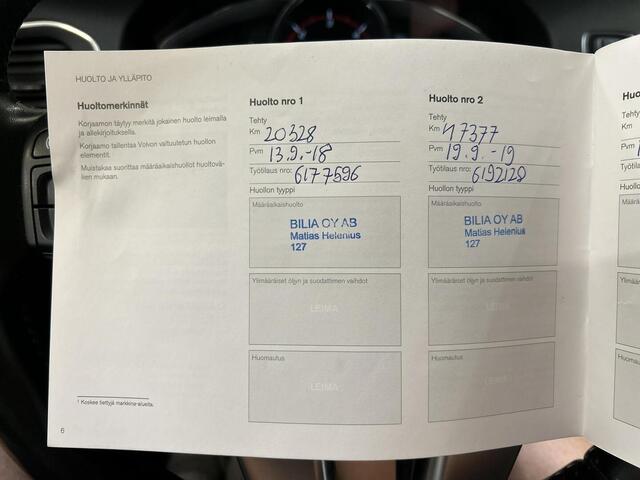 HUOLTO JA YLLÄPITO
Huoltomerkinnät
Korjaamon täytyy merkitä jokainen huolto leimalla
ja allekirjoituksella.
Korjaamo tallentaa Volvon valtuutetun huollon
elementit.
Muistakaa suorittaa määräaikaishuollot huoltovä-
lien mukaan.
¹ Koskee tiettyjä markkina-alueita.
6
Huolto nro 1
Tehty
Km 20328
Pvm 13.9.-18
Työtilaus nro: 6177596
Huollon tyyppi
Määräaikaishuolto
BILIA OY AB
Matias Helenius
127
Ylimääräiset öljyn ja suodattimen vaihdot
LEIMA
Huomautus
LEIMA
Huolto nro 2
Tehty
Km 47377
Pvm 19.9.-19
Työtilaus nro: 6192128
Huollon tyyppi
Määräaikaishuolto
BILIA OY AB
Matias Helenius
127
Ylimääräiset öljyn ja suodattimen vaihdot
LEIMA
Huomautus
LEIMA